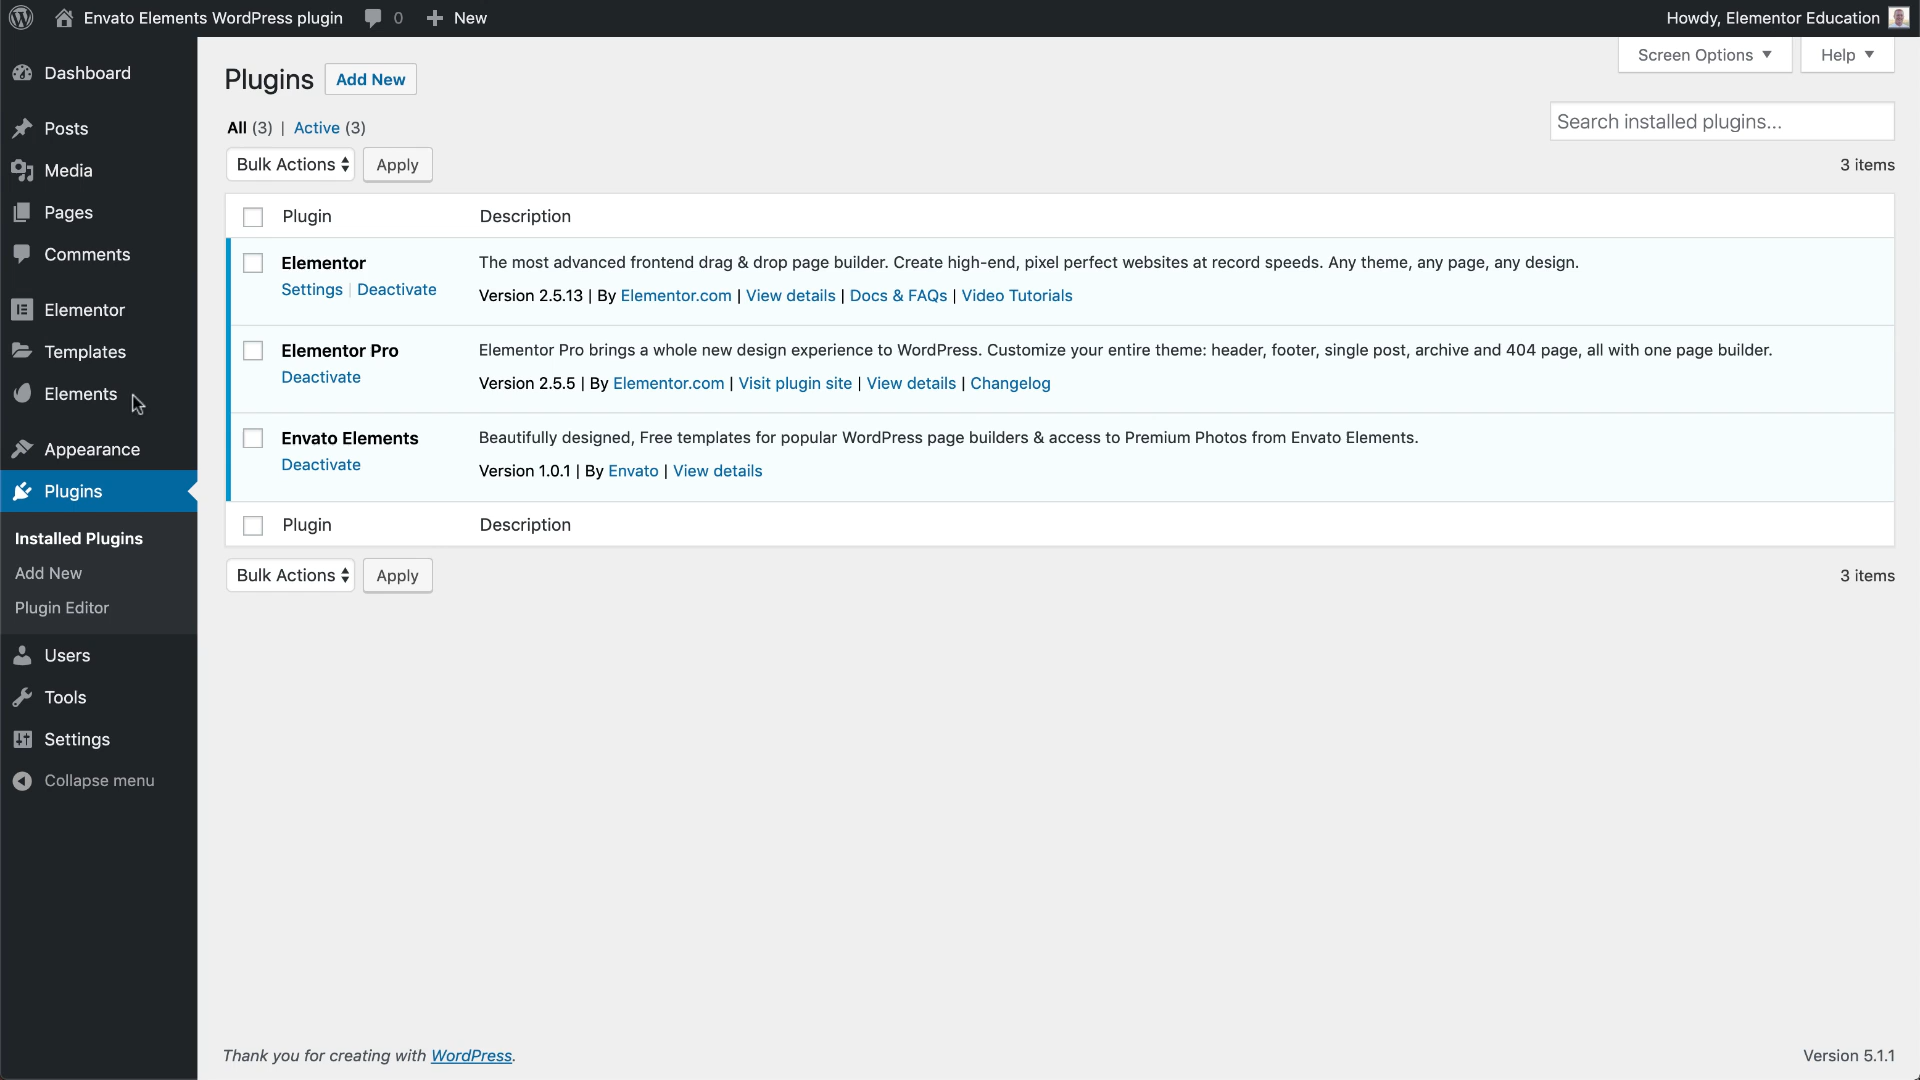 Envato Elements WordPress plugin 0 New Howdy, Elementor Education
Screen Options Help
Dashboard
Posts
Media
Pages
Comments
Elementor
Templates
Elements
Appearance
Plugins
Installed Plugins
Add New
Plugin Editor
Users
Tools
Settings
Collapse menu
Plugins Add New
All (3) | Active (3)
Search installed plugins...
Bulk Actions Apply
3 items
Plugin Description
Elementor
Settings | Deactivate
The most advanced frontend drag & drop page builder. Create high-end, pixel perfect websites at record speeds. Any theme, any page, any design.
Version 2.5.13 | By Elementor.com | View details | Docs & FAQs | Video Tutorials
Elementor Pro
Deactivate
Elementor Pro brings a whole new design experience to WordPress. Customize your entire theme: header, footer, single post, archive and 404 page, all with one page builder.
Version 2.5.5 | By Elementor.com | Visit plugin site | View details | Changelog
Envato Elements
Deactivate
Beautifully designed, Free templates for popular WordPress page builders & access to Premium Photos from Envato Elements.
Version 1.0.1 | By Envato | View details
Plugin Description
Bulk Actions Apply
3 items
Thank you for creating with WordPress.
Version 5.1.1